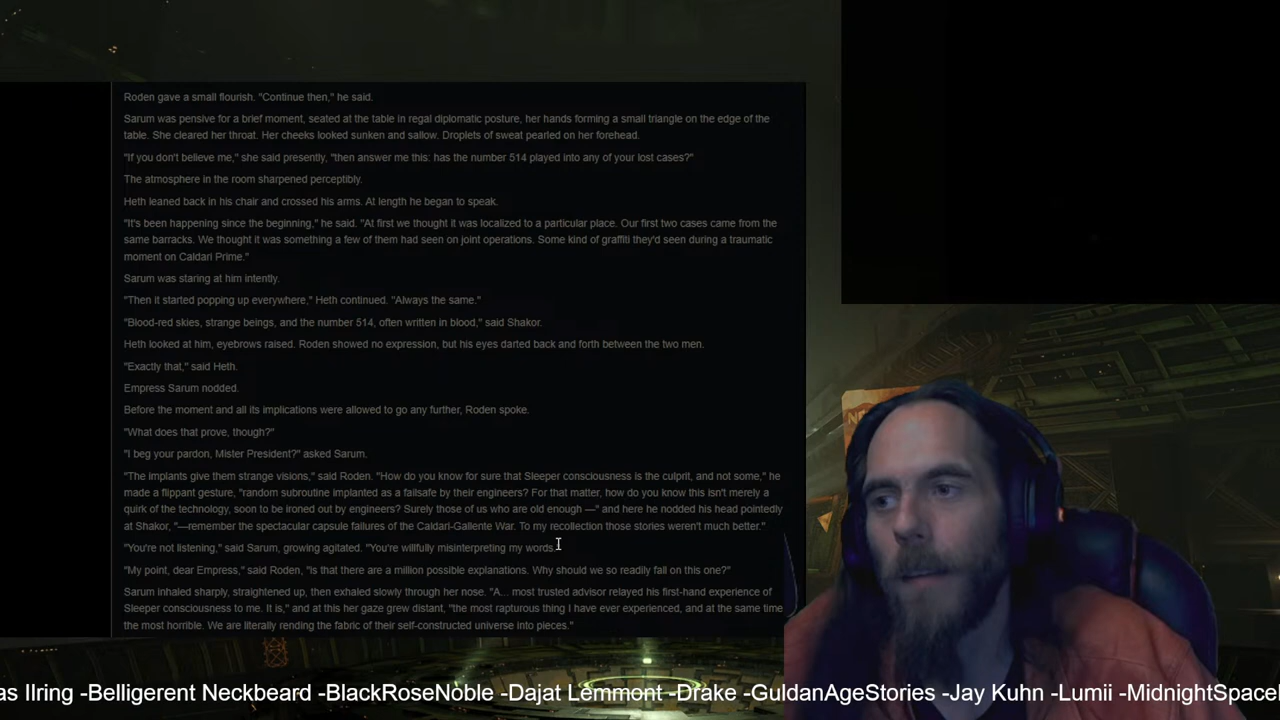 Roden gave a small flourish. "Continue then," he said.
Sarum was pensive for a brief moment, seated at the table in regal diplomatic posture, her hands forming a small triangle on the edge of the
table. She cleared her throat. Her cheeks looked sunken and sallow. Droplets of sweat pearled on her forehead.
"If you don't believe me," she said presently, "then answer me this: has the number 514 played into any of your lost cases?"
The atmosphere in the room sharpened perceptibly.
Heth leaned back in his chair and crossed his arms. At length he began to speak.
"It's been happening since the beginning," he said. "At first we thought it was localized to a particular place. Our first two cases came from the
same barracks. We thought it was something a few of them had seen on joint operations. Some kind of graffiti they'd seen during a traumatic
moment on Caldari Prime."
Sarum was staring at him intently.
"Then it started popping up everywhere," Heth continued. "Always the same."
"Blood-red skies, strange beings, and the number 514, often written in blood," said Shakor.
Heth looked at him, eyebrows raised. Roden showed no expression, but his eyes darted back and forth between the two men.
"Exactly that," said Heth.
Empress Sarum nodded.
Before the moment and all its implications were allowed to go any further, Roden spoke.
"What does that prove, though?"
"I beg your pardon, Mister President?" asked Sarum.
"The implants give them strange visions," said Roden. "How do you know for sure that Sleeper consciousness is the culprit, and not some," he
made a flippant gesture, "random subroutine implanted as a failsafe by their engineers? For that matter, how do you know this isn't merely a
quirk of the technology, soon to be ironed out by engineers? Surely those of us who are old enough —" and here he nodded his head pointedly
at Shakor, "—remember the spectacular capsule failures of the Caldari-Gallente War. To my recollection those stories weren't much better."
"You're not listening," said Sarum, growing agitated. "You're willfully misinterpreting my words."
"My point, dear Empress," said Roden, "is that there are a million possible explanations. Why should we so readily fall on this one?"
Sarum inhaled sharply, straightened up, then exhaled slowly through her nose. "A... most trusted advisor relayed his first-hand experience of
Sleeper consciousness to me. It is," and at this her gaze grew distant, "the most rapturous thing I have ever experienced, and at the same time
the most horrible. We are literally rending the fabric of their self-constructed universe into pieces."
as Ilring -Belligerent Neckbeard -BlackRoseNoble -Dajat Lemmont -Drake -GuldanAgeStories -Jay Kuhn -Lumii -MidnightSpace